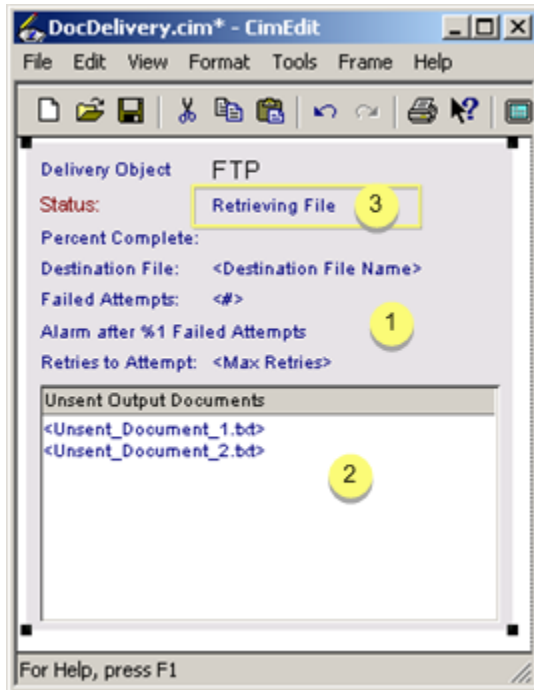 DocDelivery.cim* - CimEdit
File Edit View Format Tools Frame Help
Delivery Object FTP
Status: Retrieving File 3
Percent Complete:
Destination File: <Destination File Name>
Failed Attempts: <#>
1
Alarm after %1 Failed Attempts
Retries to Attempt: <Max Retries>
Unsent Output Documents
<Unsent_Document_1.txt>
<Unsent_Document_2.txt>
2
For Help, press F1